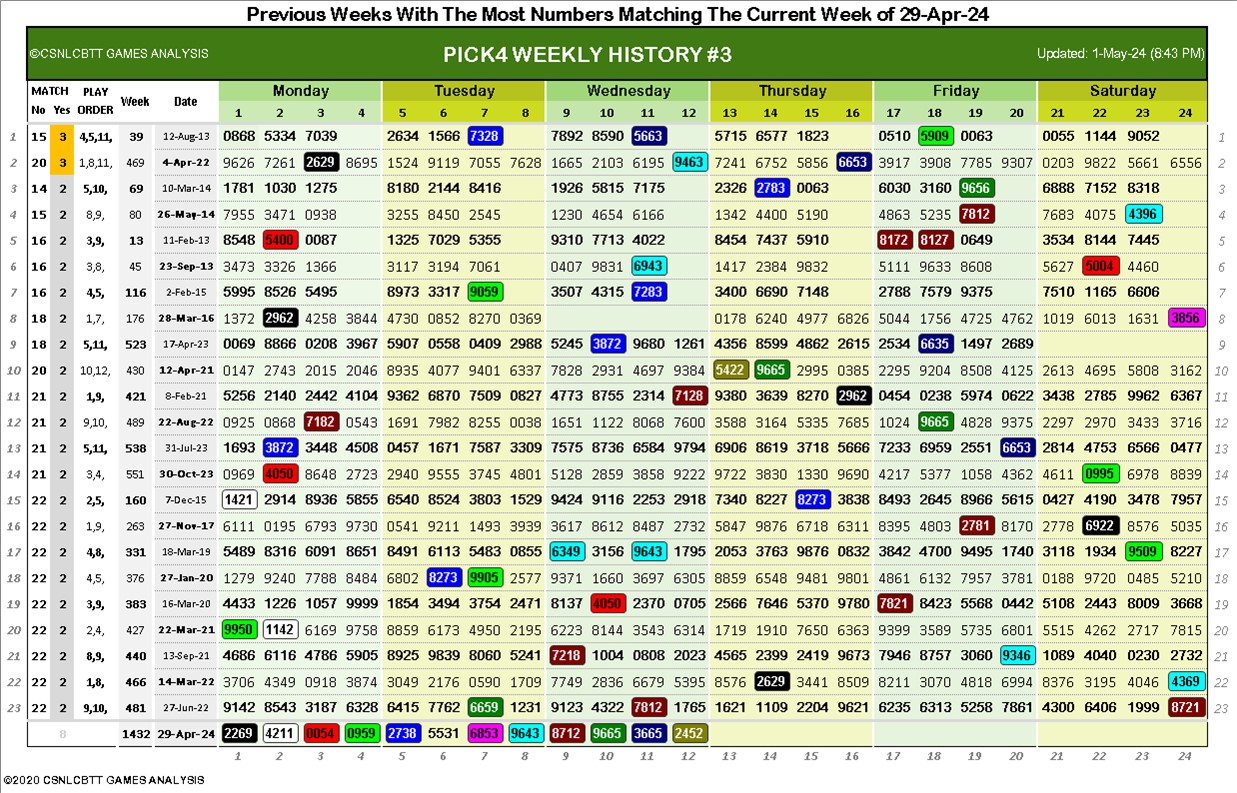 Previous Weeks With The Most Numbers Matching The Current Week of 29-Apr-24
©CSNLCBTT GAMES ANALYSIS PICK4 WEEKLY HISTORY #3 Updated: 1-May-24 (8:43 PM)
MATCH PLAY Week Date Monday Tuesday Wednesday Thursday Friday Saturday
No Yes ORDER 1 2 3 4 5 6 7 8 9 10 11 12 13 14 15 16 17 18 19 20 21 22 23 24
1 15 3 4,5,11, 39 12-Aug-13 0868 5334 7039 2634 1566 7328 7892 8590 5663 5715 6577 1823 0510 5909 0063 0055 1144 9052 1
2 20 3 1,8,11, 469 4-Apr-22 9626 7261 2629 8695 1524 9119 7055 7628 1665 2103 6195 9463 7241 6752 5856 6653 3917 3908 7785 9307 0203 9822 5661 6556 2
3 14 2 5,10, 69 10-Mar-14 1781 1030 1275 8180 2144 8416 1926 5815 7175 2326 2783 0063 6030 3160 9656 6888 7152 8318 3
4 15 2 8,9, 80 26-May-14 7955 3471 0938 3255 8450 2545 1230 4654 6166 1342 4400 5190 4863 5235 7812 7683 4075 4396 4
5 16 2 3,9, 13 11-Feb-13 8548 5400 0087 1325 7029 5355 9310 7713 4022 8454 7437 5910 8172 8127 0649 3534 8144 7445 5
6 16 2 3,8, 45 23-Sep-13 3473 3326 1366 3117 3194 7061 0407 9831 6943 1417 2384 9832 5111 9633 8608 5627 5004 4460 6
7 16 2 4,5, 116 2-Feb-15 5995 8526 5495 8973 3317 9059 3507 4315 7283 3400 6690 7148 2788 7579 9375 7510 1165 6606 7
8 18 2 1,7, 176 28-Mar-16 1372 2962 4258 3844 4730 0852 8270 0369 0178 6240 4977 6826 5044 1756 4725 4762 1019 6013 1631 3856 8
9 18 2 5,11, 523 17-Apr-23 0069 8866 0208 3967 5907 0558 0409 2988 5245 3872 9680 1261 4356 8599 4862 2615 2534 6635 1497 2689 9
10 20 2 10,12, 430 12-Apr-21 0147 2743 2015 2046 8935 4077 9401 6337 7828 2931 4697 9384 5422 9665 2995 0385 2295 9204 8508 4125 2613 4695 5808 3162 10
11 21 2 1,9, 421 8-Feb-21 5256 2140 2442 4104 9362 6870 7509 0827 4773 8755 2314 7128 9380 3639 8270 2962 0454 0238 5974 0622 3438 2785 9962 6367 11
12 21 2 9,10, 489 22-Aug-22 0925 0868 7182 0543 1691 7982 8255 9038 1651 1122 8068 7600 3588 3164 5335 7685 1024 9665 4828 9375 2297 2970 3433 3716 12
13 21 2 5,11, 538 31-Jul-23 1693 3872 3448 4508 0457 1671 7587 3309 7575 8736 6584 9794 6906 8619 3718 5666 7233 6959 2551 6653 2814 4753 6566 0477 13
14 21 2 3,4, 551 30-Oct-23 0969 4050 8648 2723 2940 9555 3745 4801 5128 2859 3858 9222 9722 3830 1330 9690 4217 5377 1058 4362 4611 0995 6978 8839 14
15 22 2 2,5, 160 7-Dec-15 1421 2914 8936 5855 6540 8524 3803 1529 9424 9116 2253 2918 7340 8227 8273 3838 8493 2645 8966 5615 0427 4190 3478 7957 15
16 22 2 1,9, 263 27-Nov-17 6111 0195 6793 9730 0541 9211 1493 3939 3617 8612 8487 2732 5847 9876 6718 6311 8395 4803 2781 8170 2778 6922 8576 5035 16
17 22 2 4,8, 331 18-Mar-19 5489 8316 6091 8651 8491 6113 5483 0855 6349 3156 9643 1795 2053 3763 9876 0832 3842 4700 9495 1740 3118 1934 9509 8227 17
18 22 2 4,5, 376 27-Jan-20 1279 9240 7788 8484 6802 8273 9905 2577 9371 1660 3697 6305 8859 6548 9481 9801 4861 6132 7957 3781 0188 9720 0485 5210 18
19 22 2 3,9, 383 16-Mar-20 4433 1226 1057 9999 1854 3494 3754 2471 8137 4050 2370 0705 2566 7646 5370 9780 7821 8423 5568 0442 5108 2443 8009 3668 19
20 22 2 2,4, 427 22-Mar-21 9950 1142 6169 9758 8859 6173 4950 2195 6223 8144 3543 6314 1719 1910 7650 6363 9399 3589 5735 6801 5515 4262 2717 7815 20
21 22 2 8,9, 440 13-Sep-21 4686 6116 4786 5905 8925 9839 8060 5241 7218 1004 0808 2023 4565 2399 2419 9673 7946 8757 3060 9346 1089 4040 0230 2732 21
22 22 2 1,8, 466 14-Mar-22 3706 4349 0918 3874 3049 2176 0590 1709 7749 2836 6679 5395 8576 2629 3441 8509 8211 3070 4818 6994 8376 3195 4046 4369 22
23 22 2 9,10, 481 27-Jun-22 9142 8543 3187 6328 6415 7762 6659 1231 9123 4322 7812 1765 1621 1109 2204 9621 6235 6313 5258 7861 4300 6406 1999 8721 23
8 1432 29-Apr-24 2269 4211 0054 0959 2738 5531 6853 9643 8712 9665 3665 2452
1 2 3 4 5 6 7 8 9 10 11 12 13 14 15 16 17 18 19 20 21 22 23 24
©2020 CSNLCBTT GAMES ANALYSIS